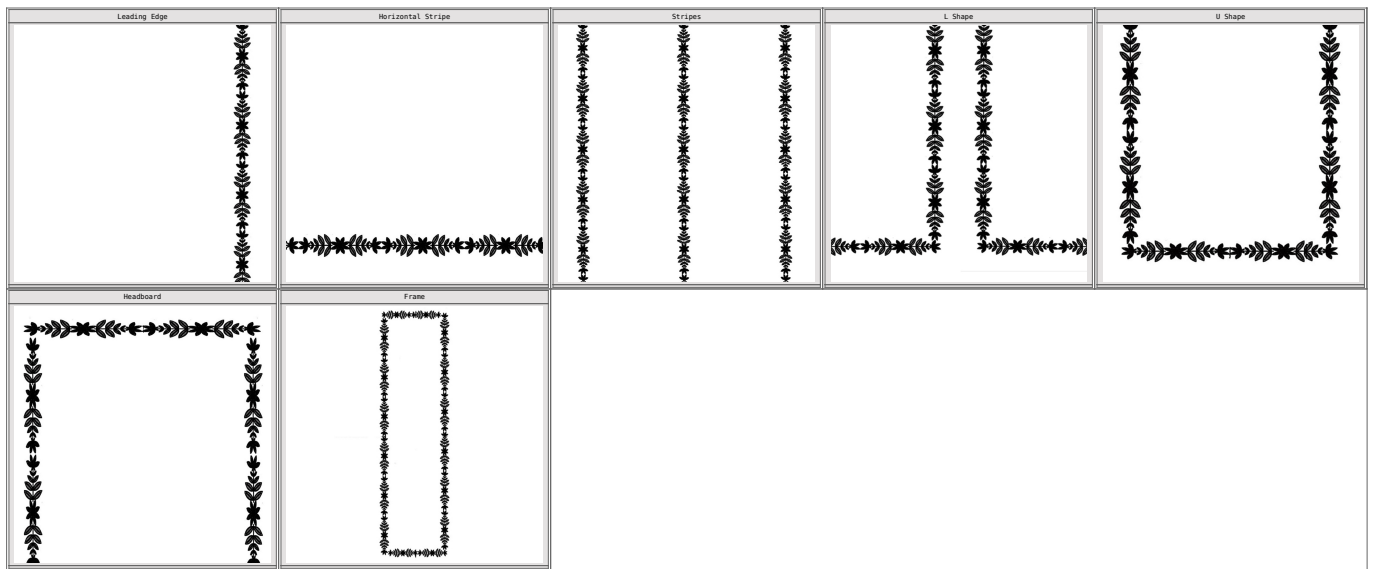 Leading Edge
Horizontal Stripe
Stripes
L Shape
U Shape
Headboard
Frame